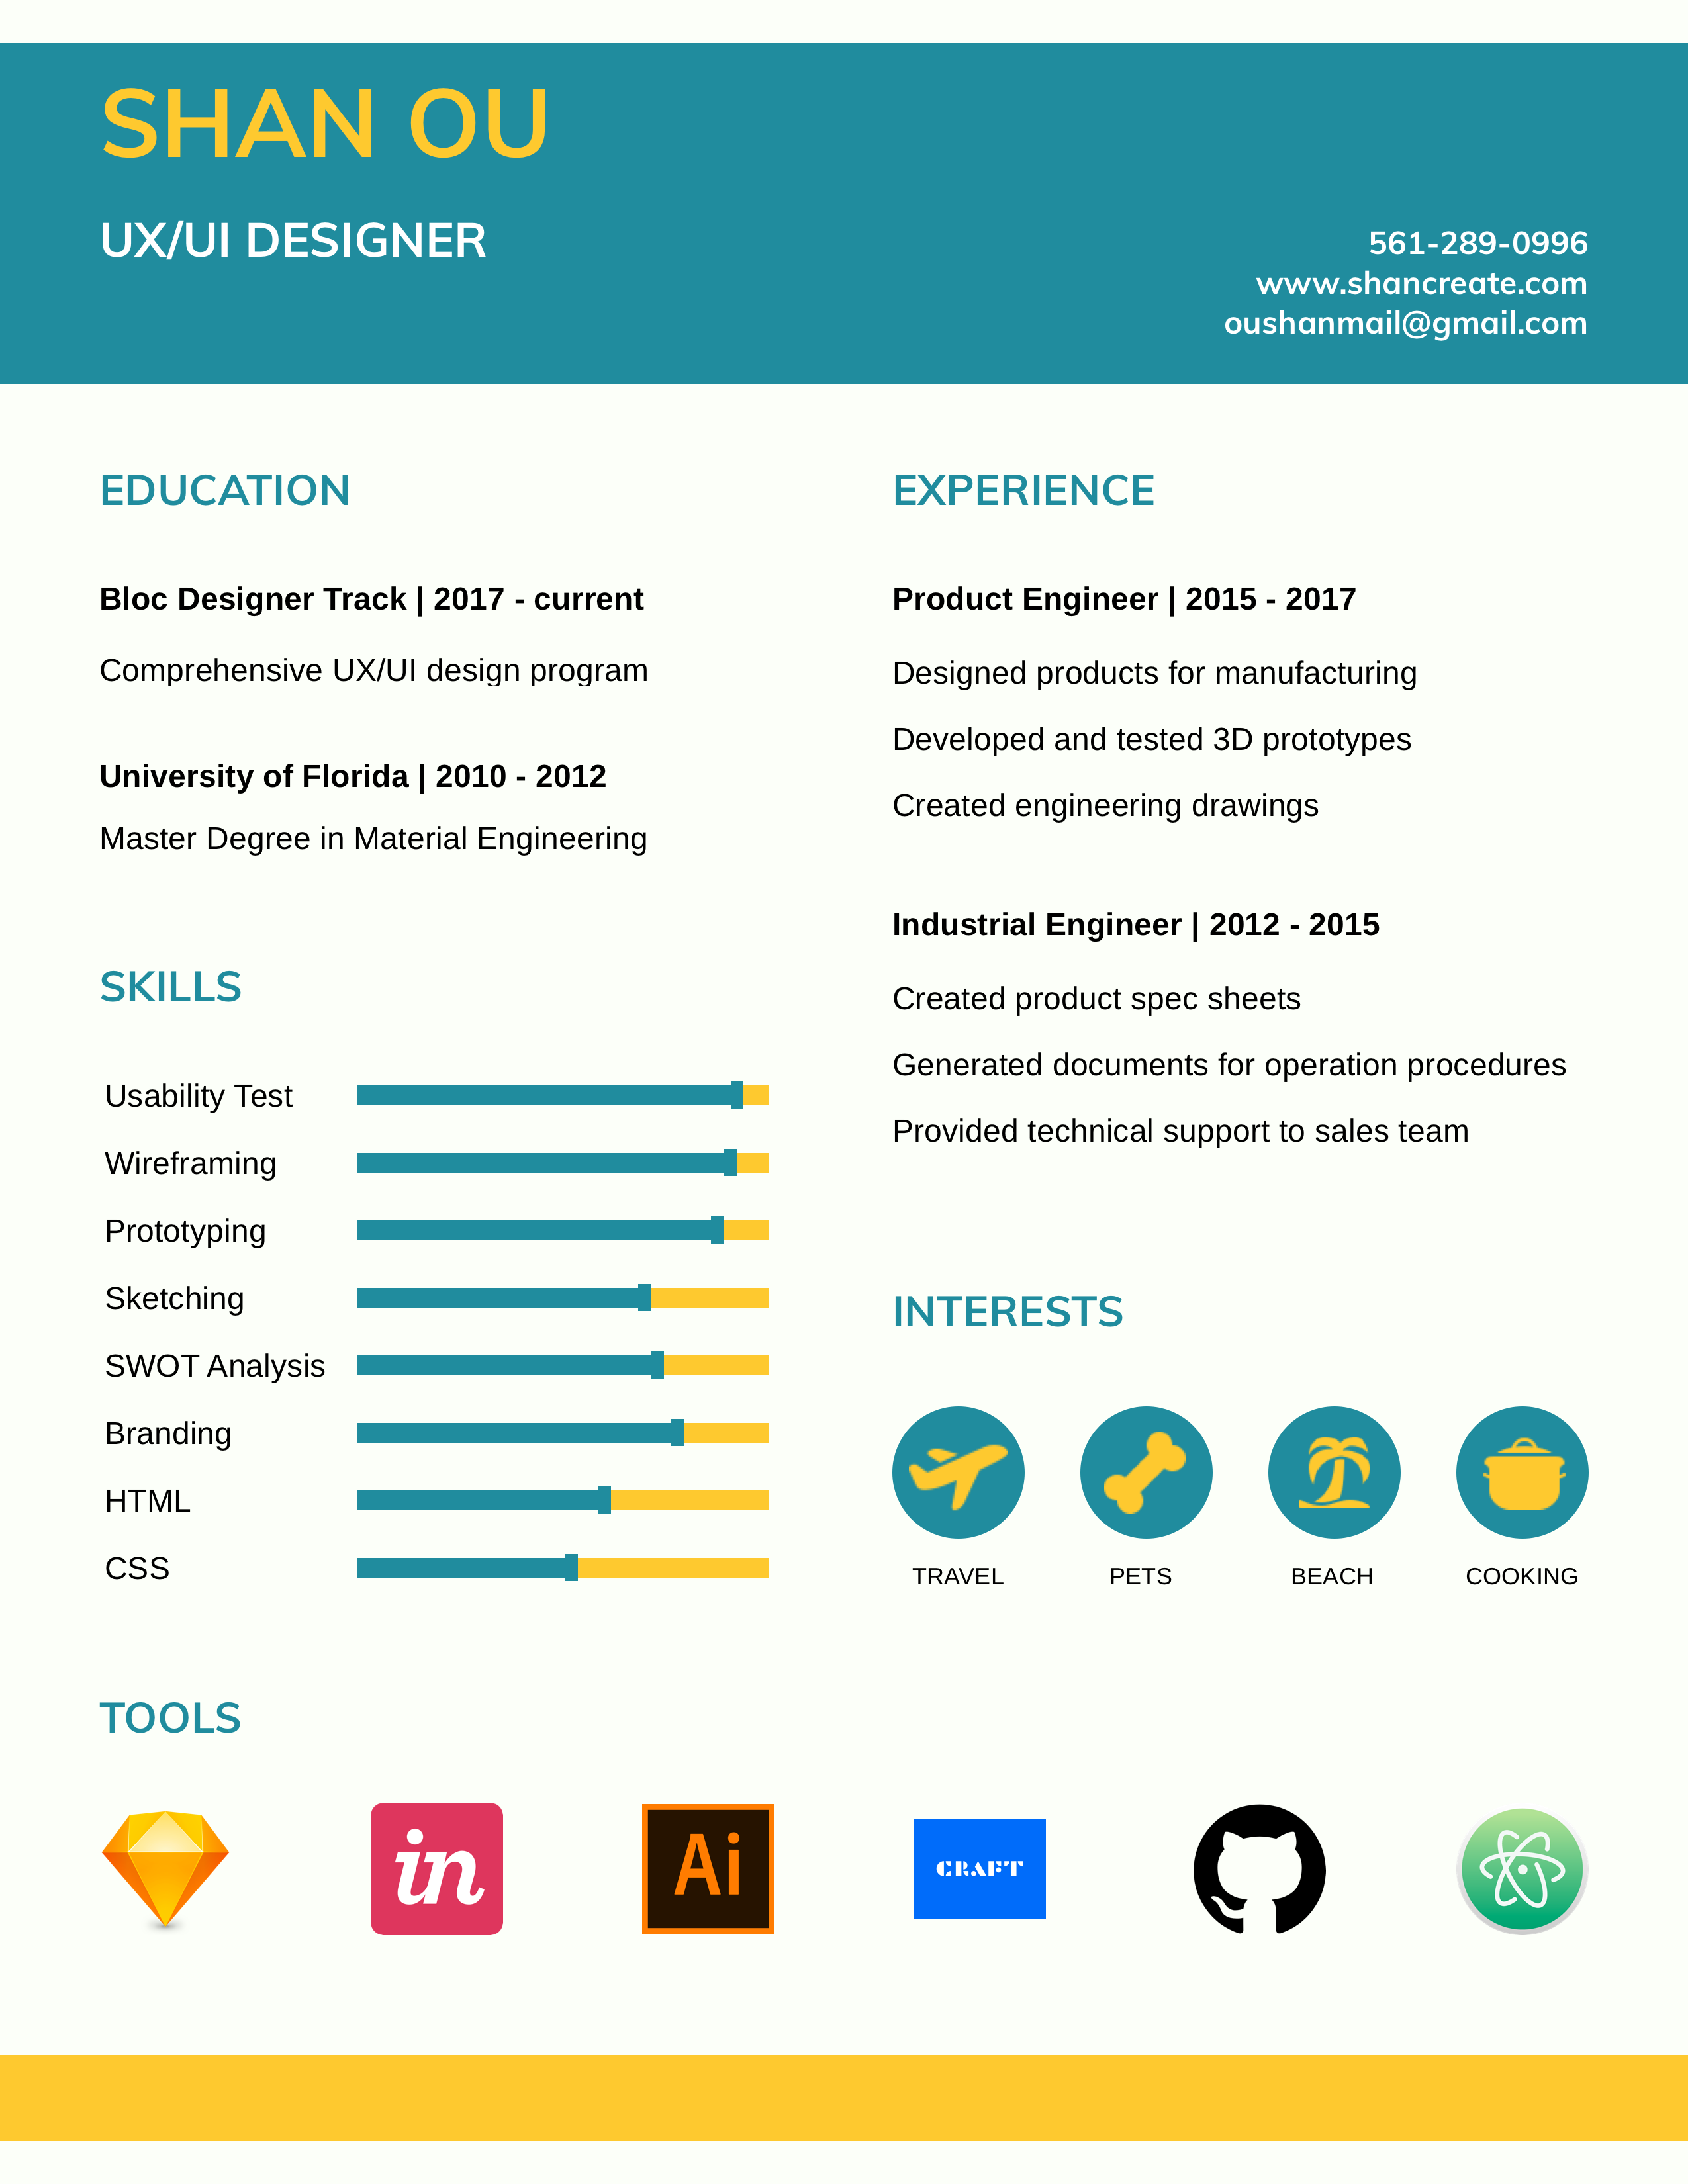 SHAN OU
UX/UI DESIGNER
561-289-0996
www.shancreate.com
oushanmail@gmail.com
EDUCATION
Bloc Designer Track | 2017 - current
Comprehensive UX/UI design program
University of Florida | 2010 - 2012
Master Degree in Material Engineering
SKILLS
Usability Test
Wireframing
Prototyping
Sketching
SWOT Analysis
Branding
HTML
CSS
EXPERIENCE
Product Engineer | 2015 - 2017
Designed products for manufacturing
Developed and tested 3D prototypes
Created engineering drawings
Industrial Engineer | 2012 - 2015
Created product spec sheets
Generated documents for operation procedures
Provided technical support to sales team
INTERESTS
TRAVEL PETS BEACH COOKING
TOOLS
in Ai CRAFT